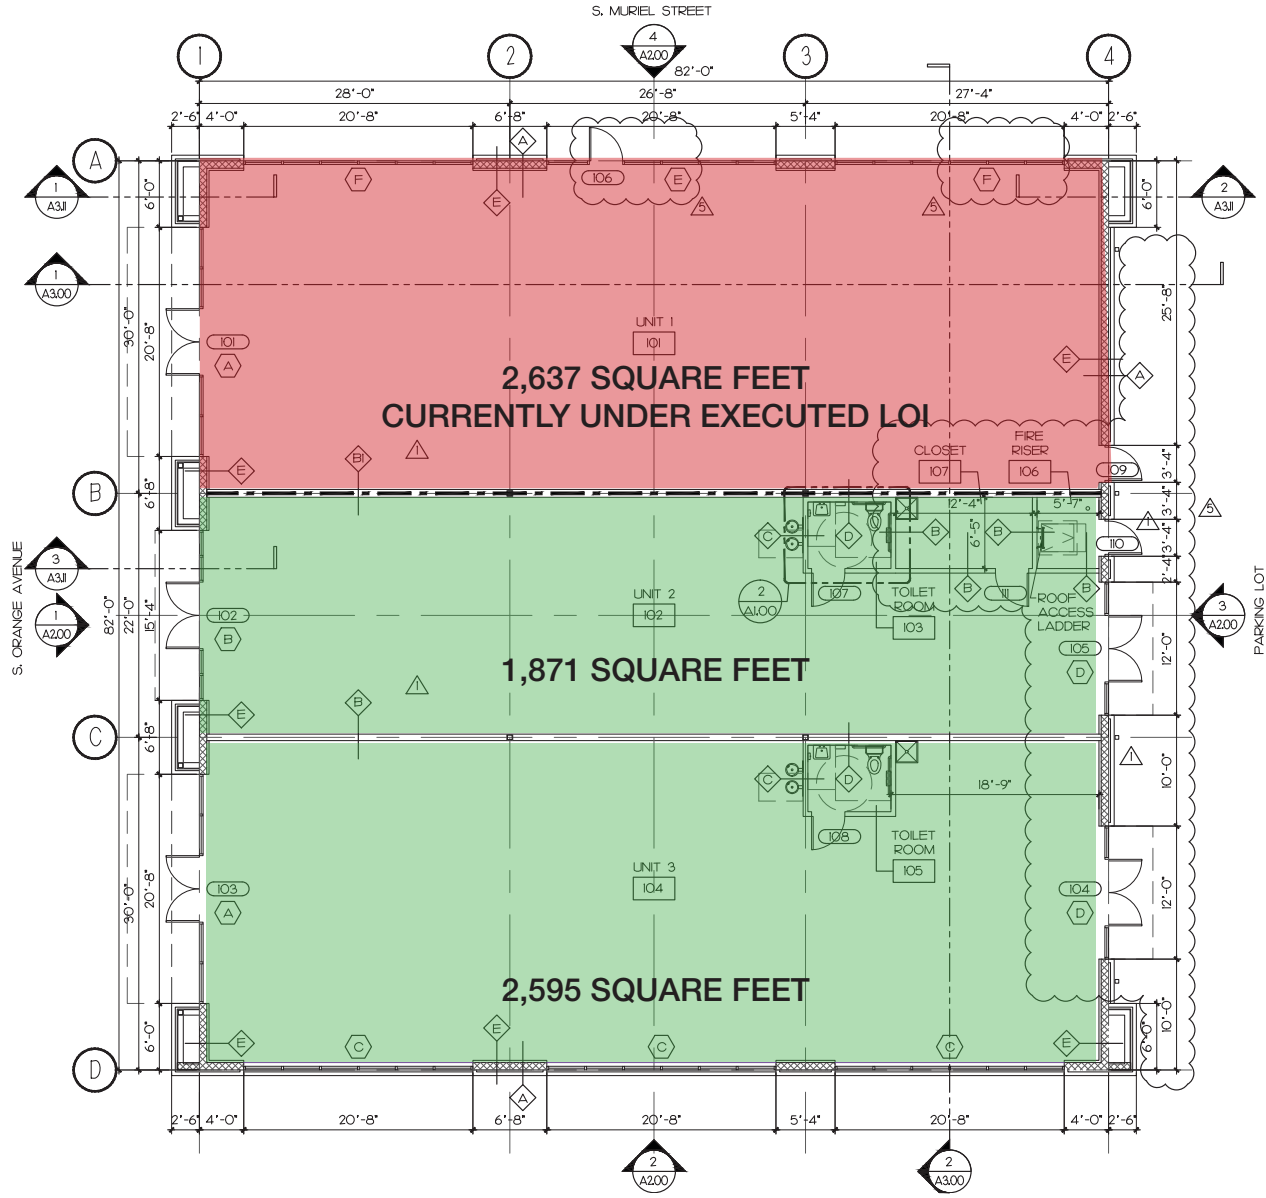 S. MURIEL STREET
1
2
4
A2.00
3
4
82'-0"
28'-0"
26'-8"
27'-4"
2'-6"
4'-0"
20'-8"
6'-8"
20'-8"
5'-4"
20'-8"
4'-0"
2'-6"
A
A
1
A3.11
6'-0"
F
106
E
F
6'-0"
2
A3.11
E
5
5
1
A3.00
30'-0"
20'-8"
25'-8"
101
A
UNIT 1
101
E
A
2,637 SQUARE FEET
CURRENTLY UNDER EXECUTED LOI
E
B1
1
CLOSET
107
FIRE
RISER
106
109
3'-4"
B
6'-8"
2'-4"
5'-7"
3'-4"
1
5
C
D
B
6'-5"
B
110
3'-4"
S. ORANGE AVENUE
3
A3.11
1
A2.00
82'-0"
22'-0"
15'-4"
102
B
UNIT 2
102
2
A1.00
107
TOILET
ROOM
103
B
111
B
2'-4"
ROOF
ACCESS
LADDER
105
D
12'-0"
3
A2.00
PARKING LOT
1,871 SQUARE FEET
1
B
E
C
6'-8"
C
D
18'-9"
1
10'-0"
108
TOILET
ROOM
105
30'-0"
20'-8"
103
A
UNIT 3
104
104
D
12'-0"
2,595 SQUARE FEET
6'-0"
E
C
E
C
C
E
6'-0"
10'-0"
D
A
2'-6"
4'-0"
20'-8"
6'-8"
20'-8"
5'-4"
20'-8"
4'-0"
2'-6"
2
A2.00
2
A3.00